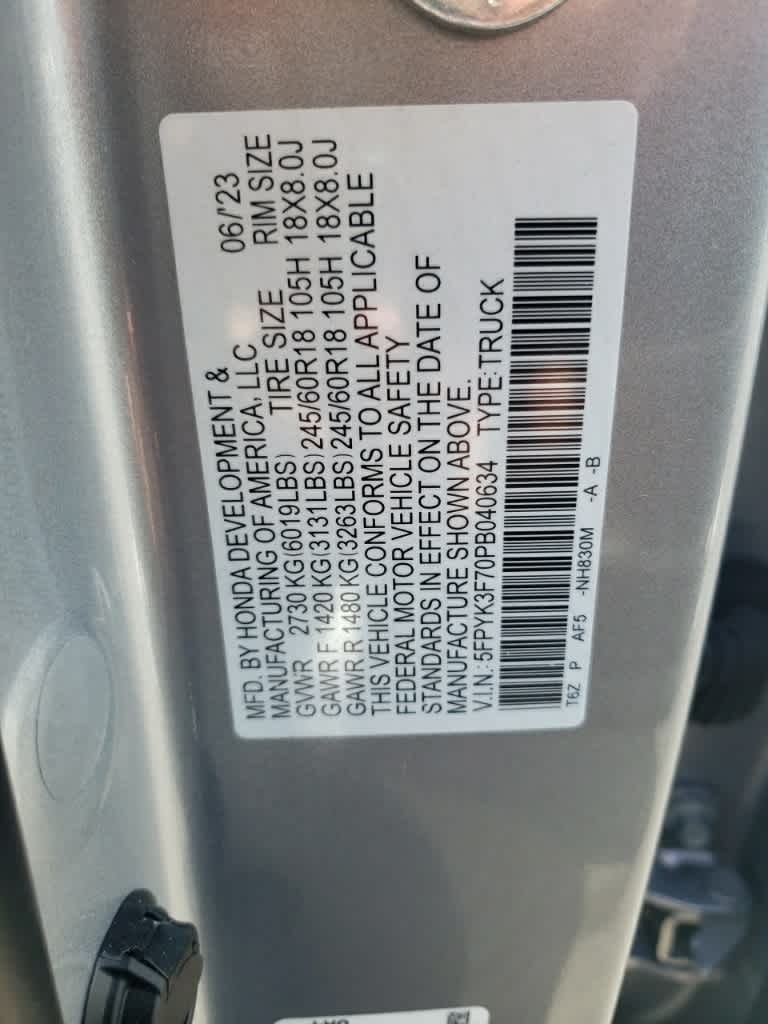 MFD. BY HONDA DEVELOPMENT & 06/'23
MANUFACTURING OF AMERICA, LLC
GVWR 2730 KG(6019LBS) TIRE SIZE RIM SIZE
GAWR F 1420 KG(3131LBS)245/60R18 105H 18X8.0J
GAWR R 1480 KG(3263LBS)245/60R18 105H 18X8.0J
THIS VEHICLE CONFORMS TO ALL APPLICABLE
FEDERAL MOTOR VEHICLE SAFETY
STANDARDS IN EFFECT ON THE DATE OF
MANUFACTURE SHOWN ABOVE.
V.I.N.: 5FPYK3F70PB040634 TYPE: TRUCK
T6Z P AF5 -NH830M -A -B